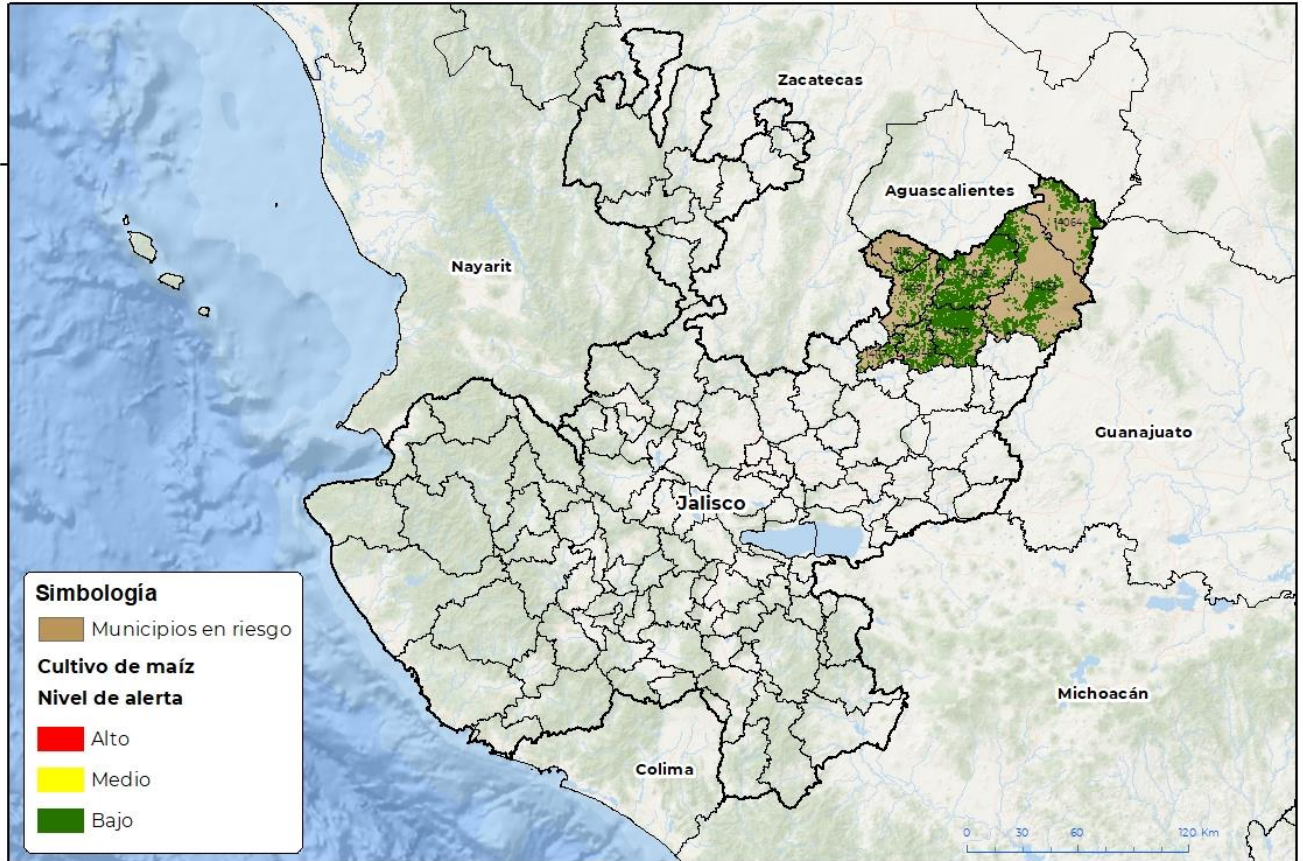 Zacatecas
Aguascalientes
14064
Nayarit
Guanajuato
Jalisco
Simbología
Municipios en riesgo
Cultivo de maíz
Nivel de alerta
Alto
Medio
Bajo
Michoacán
Colima
0 30 60 120 Km